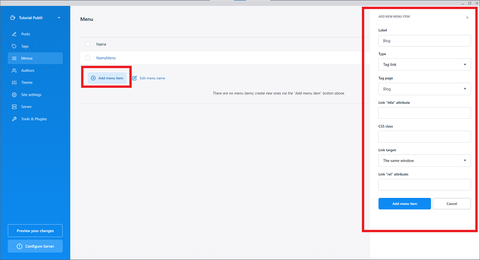 Tutorial Publii
Posts
Tags
Menus
Authors
Theme
Site settings
Server
Tools & Plugins
Preview your changes
Configure Server
Menu
Name
Add menu item
Edit menu name
There are no menu items; create new ones via the "Add menu item" button above.
ADD NEW MENU ITEM
Label
Blog
Type
Tag link
Tag page
Blog
Link "title" attribute
CSS class
Link target
The same window
Link "rel" attribute
Add menu item
Cancel